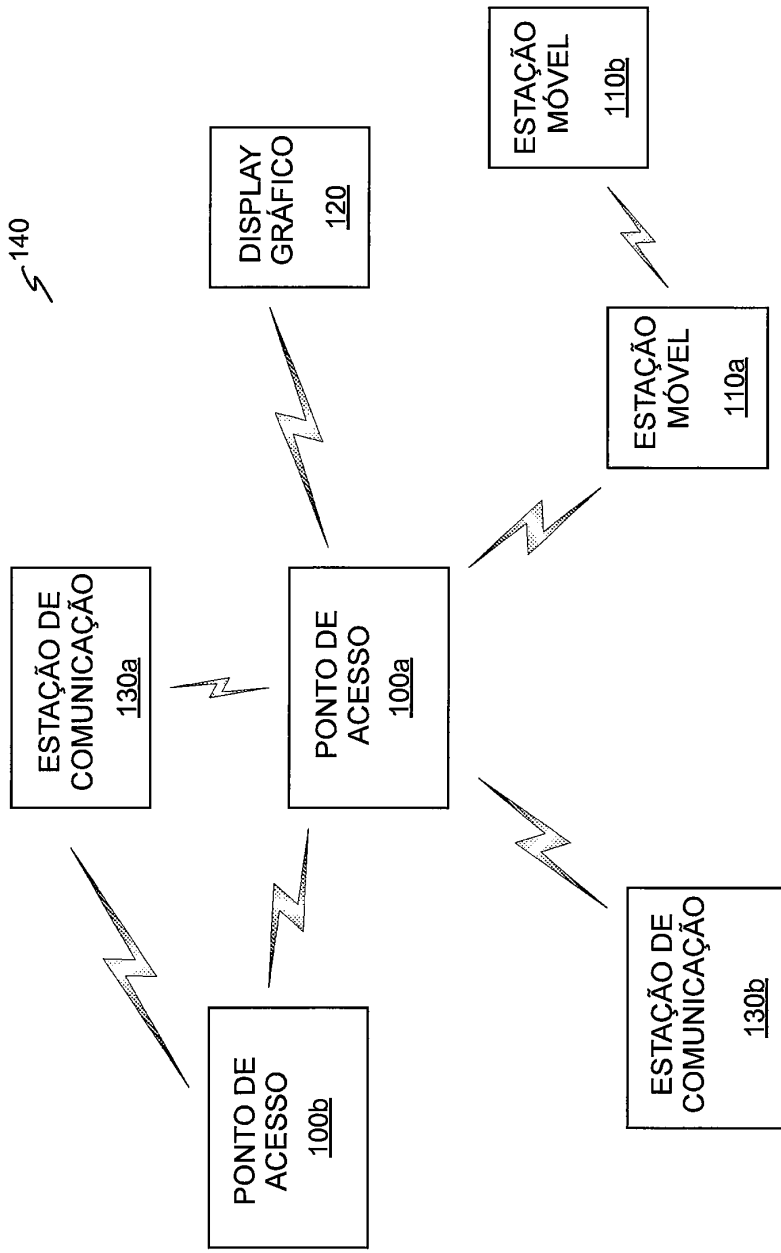 140
ESTAÇÃO DE
COMUNICAÇÃO
130a
DISPLAY
GRÁFICO
120
PONTO DE
ACESSO
100b
PONTO DE
ACESSO
100a
ESTAÇÃO
MÓVEL
110b
ESTAÇÃO
MÓVEL
110a
ESTAÇÃO DE
COMUNICAÇÃO
130b